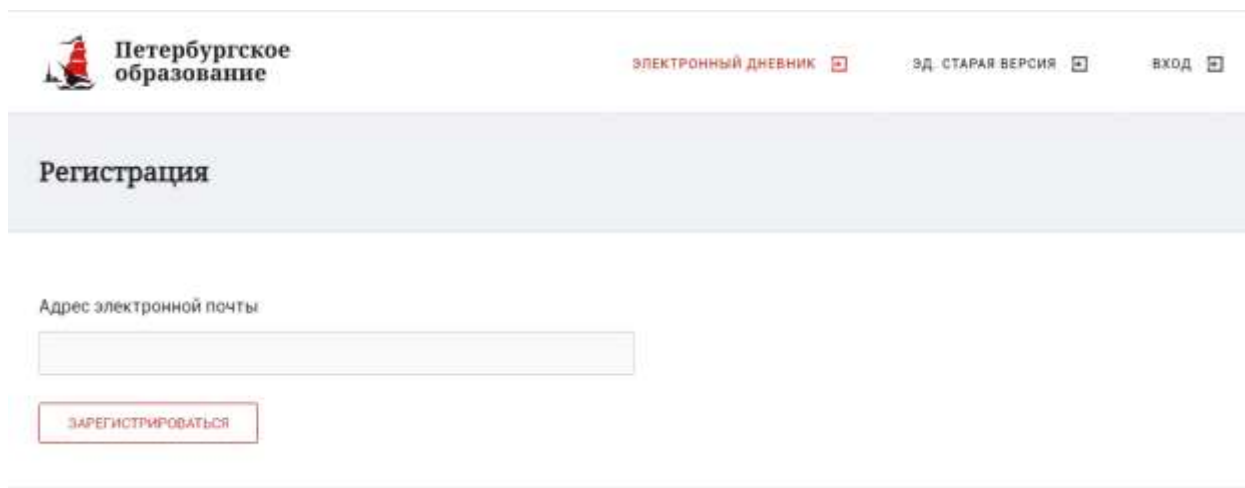 Петербургское
образование
ЭЛЕКТРОННЫЙ ДНЕВНИК
ЭД. СТАРАЯ ВЕРСИЯ
ВХОД
Регистрация
Адрес электронной почты
ЗАРЕГИСТРИРОВАТЬСЯ